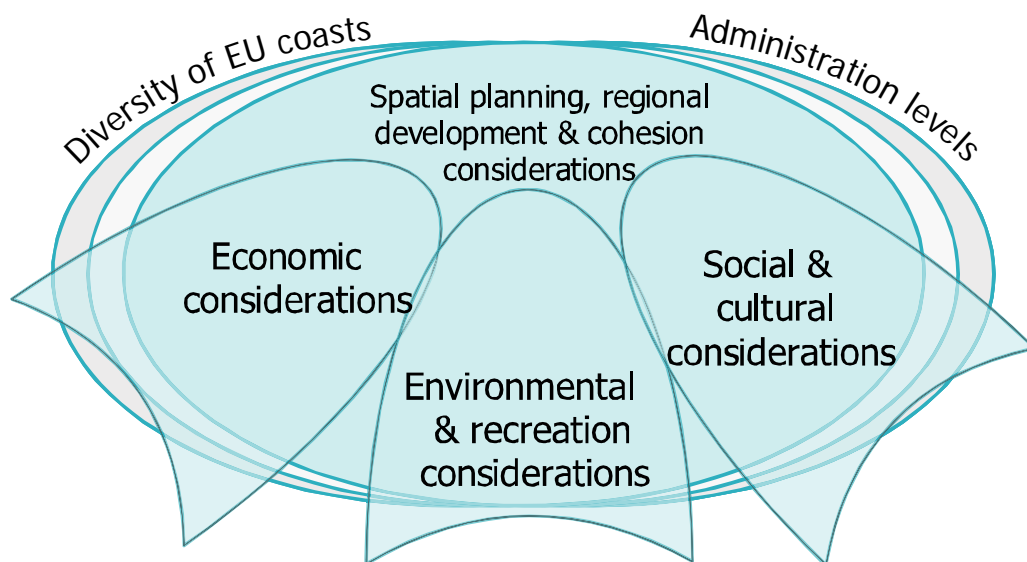 Diversity of EU coasts
Administration levels
Spatial planning, regional
development & cohesion
considerations
Economic
considerations
Social &
cultural
considerations
Environmental
& recreation
considerations